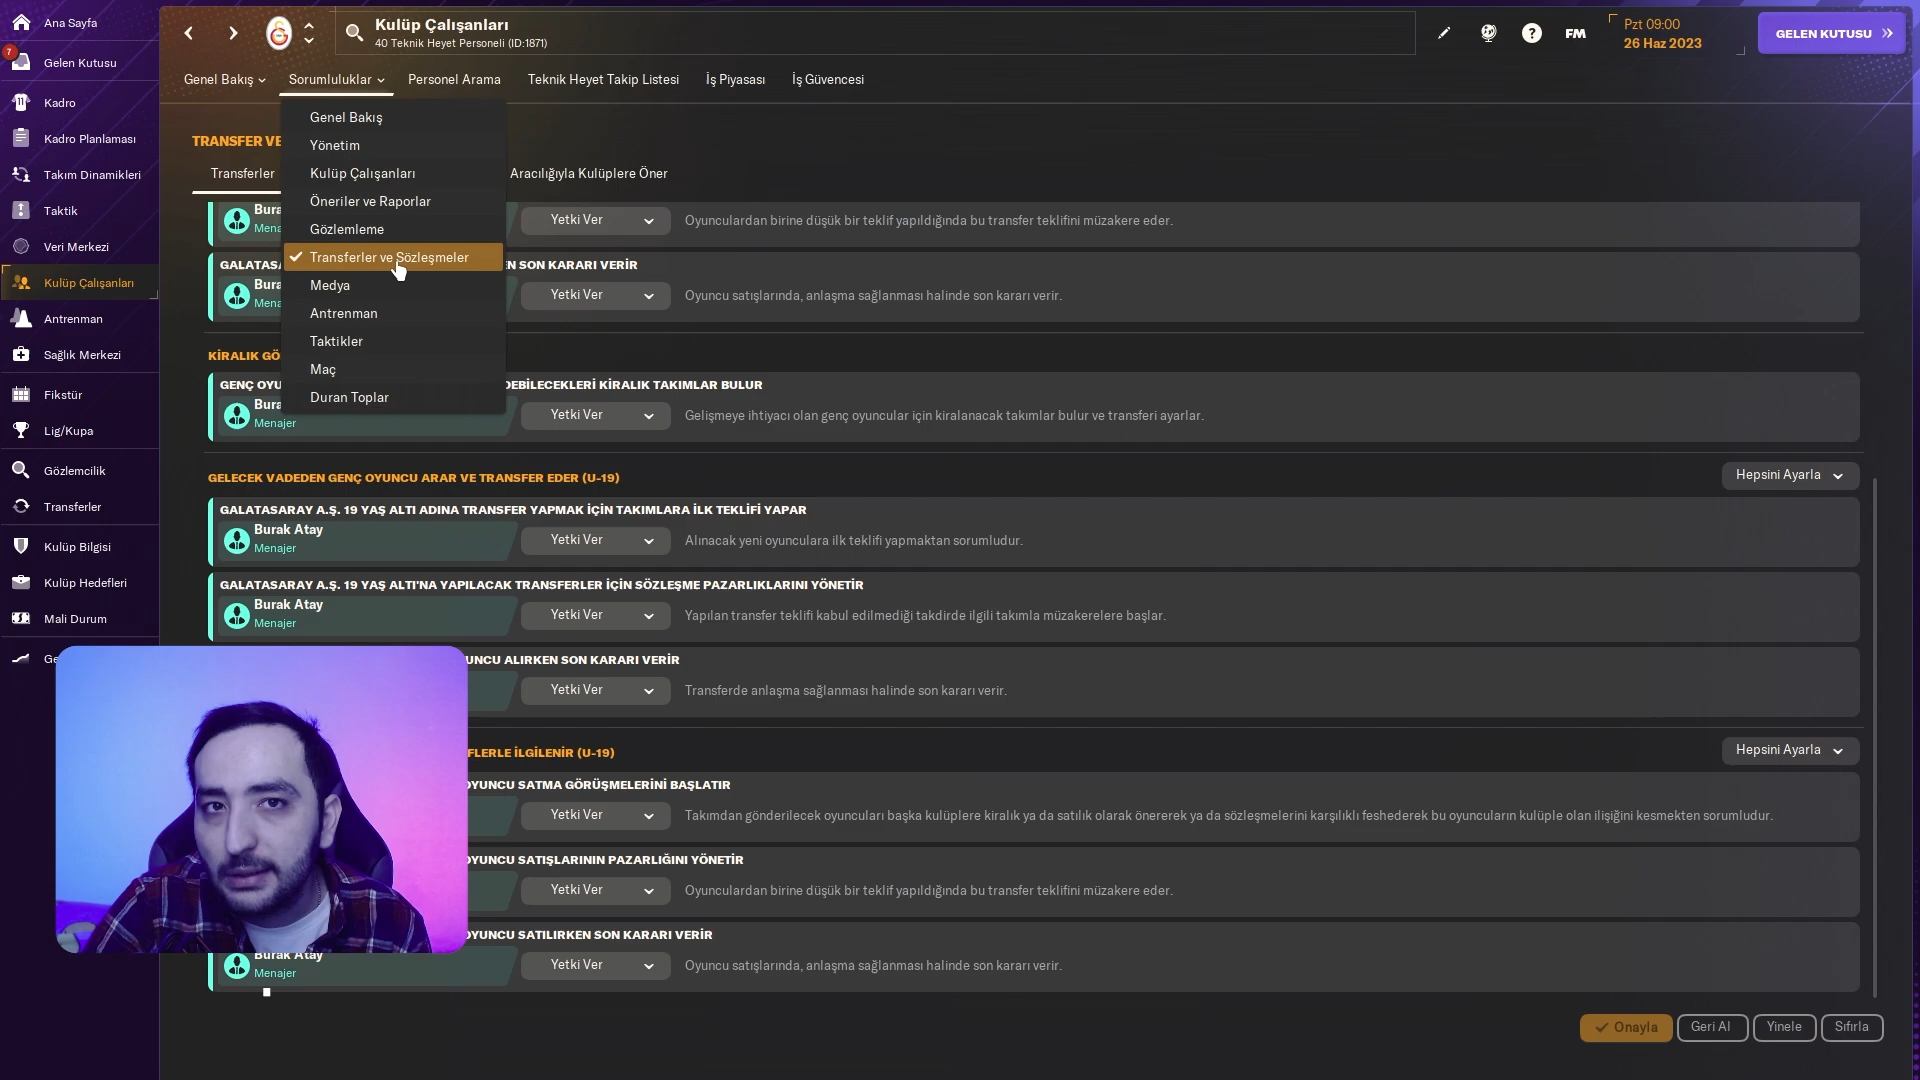 Ana Sayfa
7
Gelen Kutusu
11
Kadro
Kadro Planlaması
Takım Dinamikleri
Taktik
Veri Merkezi
Kulüp Çalışanları
Antrenman
Sağlık Merkezi
Fikstür
Lig/Kupa
Gözlemcilik
Transferler
Kulüp Bilgisi
Kulüp Hedefleri
Mali Durum
Ge
Kulüp Çalışanları
40 Teknik Heyet Personeli (ID:1871)
FM
Pzt 09:00
26 Haz 2023
GELEN KUTUSU
Genel Bakış
Sorumluluklar
Personel Arama
Teknik Heyet Takip Listesi
İş Piyasası
İş Güvencesi
Genel Bakış
Yönetim
Kulüp Çalışanları
Öneriler ve Raporlar
Gözlemleme
Transferler ve Sözleşmeler
Medya
Antrenman
Taktikler
Maç
Duran Toplar
TRANSFER VE
Transferler
Aracılığıyla Kulüplere Öner
Bura
Mena
Yetki Ver
Oyunculardan birine düşük bir teklif yapıldığında bu transfer teklifini müzakere eder.
GALATASA
EN SON KARARI VERİR
Bura
Mena
Yetki Ver
Oyuncu satışlarında, anlaşma sağlanması halinde son kararı verir.
KİRALIK GÖ
GENÇ OYU
DEBİLECEKLERİ KİRALIK TAKIMLAR BULUR
Bura
Menajer
Yetki Ver
Gelişmeye ihtiyacı olan genç oyuncular için kiralanacak takımlar bulur ve transferi ayarlar.
GELECEK VADEDEN GENÇ OYUNCU ARAR VE TRANSFER EDER (U-19)
Hepsini Ayarla
GALATASARAY A.Ş. 19 YAŞ ALTI ADINA TRANSFER YAPMAK İÇİN TAKIMLARA İLK TEKLİFİ YAPAR
Burak Atay
Menajer
Yetki Ver
Alınacak yeni oyunculara ilk teklifi yapmaktan sorumludur.
GALATASARAY A.Ş. 19 YAŞ ALTI'NA YAPILACAK TRANSFERLER İÇİN SÖZLEŞME PAZARLIKLARINI YÖNETİR
Burak Atay
Menajer
Yetki Ver
Yapılan transfer teklifi kabul edilmediği takdirde ilgili takımla müzakerelere başlar.
UNCU ALIRKEN SON KARARI VERİR
Yetki Ver
Transferde anlaşma sağlanması halinde son kararı verir.
FLERLE İLGİLENİR (U-19)
Hepsini Ayarla
OYUNCU SATMA GÖRÜŞMELERİNİ BAŞLATIR
Yetki Ver
Takımdan gönderilecek oyuncuları başka kulüplere kiralık ya da satılık olarak önererek ya da sözleşmelerini karşılıklı feshederek bu oyuncuların kulüple olan ilişiğini kesmekten sorumludur.
OYUNCU SATIŞLARININ PAZARLIĞINI YÖNETİR
Yetki Ver
Oyunculardan birine düşük bir teklif yapıldığında bu transfer teklifini müzakere eder.
OYUNCU SATILIRKEN SON KARARI VERİR
Burak Atay
Menajer
Yetki Ver
Oyuncu satışlarında, anlaşma sağlanması halinde son kararı verir.
Onayla
Geri Al
Yinele
Sıfırla